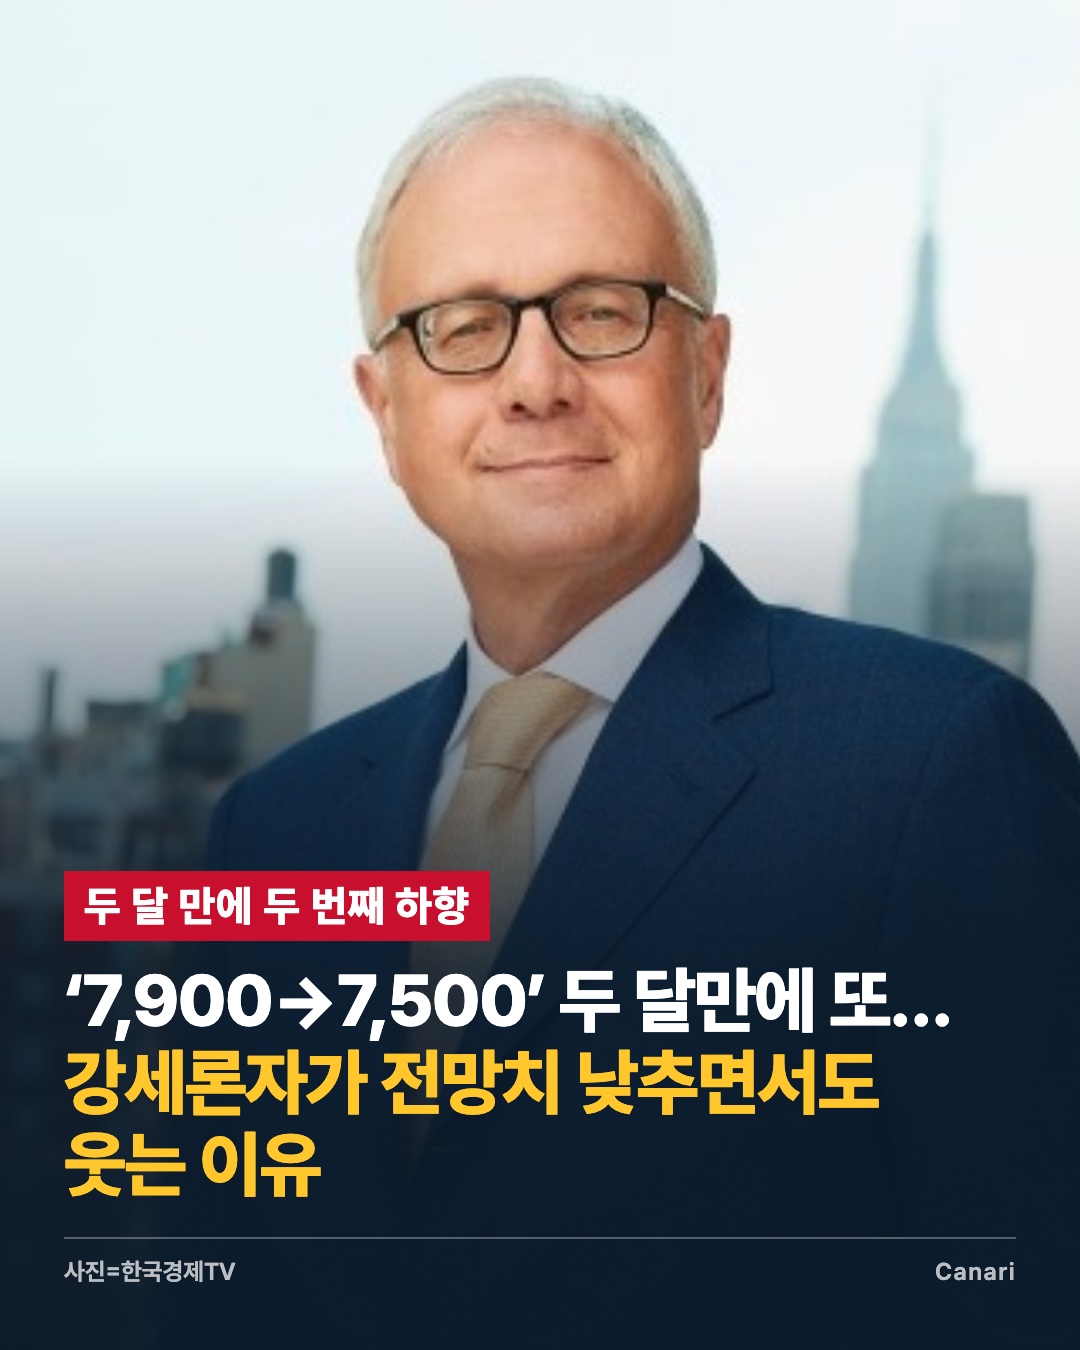 두 달 만에 두 번째 하향
‘7,900→7,500’ 두 달만에 또...
강세론자가 전망치 낮추면서도
웃는 이유
사진=한국경제TV
Canari